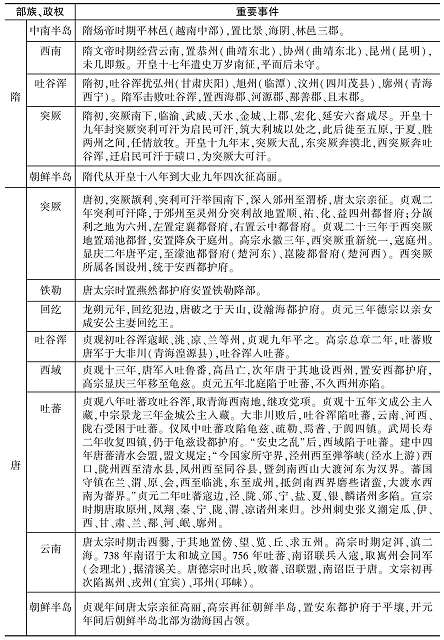 部族、政权
重要事件
隋
中南半岛
隋炀帝时期平林邑(越南中部),置比景、海阴、林邑三郡。
西南
隋文帝时期经营云南,置恭州(曲靖东北)、协州(曲靖东北)、昆州(昆明),
未几即叛。开皇十七年遣史万岁南征,平而后未守。
吐谷浑
隋初,吐谷浑扰弘州(甘肃庆阳)、旭州(临潭)、汶州(四川茂县)、廓州(青海
西宁)。隋军击败吐谷浑,置西海郡、河源郡、鄯善郡、且末郡。
突厥
隋初,突厥南下,临渝、武威、天水、金城、上郡、宏化、延安六畜咸尽。开皇十
九年封突厥突利可汗为启民可汗,筑大利城以处之,此后徙至五原,于夏、胜
两州之间,任情放牧。开皇十九年末,突厥大乱,东突厥奔漠北,西突厥奔吐
谷浑,迁启民可汗于碛口,为突厥大可汗。
朝鲜半岛
隋代从开皇十八年到大业九年四次征高丽。
唐
突厥
唐初,突厥颉利、突利可汗举国南下,深入邠州至渭桥,唐太宗亲征。贞观二
年突利可汗降,于邠州至灵州分突利故地置顺、祐、化、益四州都督府;分颉
利之地为六州,左置定襄都督府,右置云中都督府。贞观二十三年于西突厥
地置瑶池都督,安置降众于庭州。高宗永徽三年,西突厥重新统一,寇庭州。
显庆二年唐平定,至濛池都督府(楚河东)、崑陵都督府(楚河西)。西突厥
所属各国设州,统于安西都护府。
铁勒
唐太宗时置燕然都护府安置铁勒降部。
回纥
龙朔元年,回纥犯边,唐破之于天山,设瀚海都护府。贞元三年德宗以亲女
咸安公主妻回纥王。
吐谷浑
贞观初吐谷浑寇岷、洮、凉、兰等州,贞观九年平之。高宗总章二年,吐蕃败
唐军于大非川(青海湟源县),吐谷浑入吐蕃。
西域
贞观十三年,唐军入吐鲁番,高昌亡,次年唐于其地设西州,置安西都护府,
高宗显庆三年移至龟兹。贞元五年北庭陷于吐蕃,不久西州亦陷。
吐蕃
贞观八年吐蕃攻吐谷浑,取青海西南地,继攻党项。贞观十五年文成公主入
藏,中宗景龙三年金城公主入藏。大非川败后,吐谷浑陷吐蕃,云南、河西、
陇右受困于吐蕃。仪凤中吐蕃攻陷龟兹、疏勒、焉耆、于阗四镇。武周长寿
二年收复四镇,仍于龟兹设都护府。“安史之乱”后,西域陷于吐蕃。建中四
年唐蕃清水会盟,盟文规定:“今国家所守界,泾州西至弹筝峡(泾水上游)西
口、陇州西至清水县,凤州西至同谷县,暨剑南西山大渡河东为汉界。蕃国
守镇在兰、渭、原、会,西至临洮,东至成州,抵剑南西界磨些诸蛮,大渡水西
南为蕃界。”贞元二年吐蕃寇边,泾、陇、邠、宁、盐、夏、银、麟诸州多陷。宣宗
时期唐取原州,凤翔、秦、宁、陇、渭、凉诸州来归。沙州刺史张义潮定瓜、伊、
西、甘、肃、兰、鄯、河、岷、廓州。
云南
唐太宗时期击西爨,于其地置傍、望、览、丘、求五州。高宗时期定洱、滇二
海。738年南诏于太和城立国。756年吐蕃、南诏联兵入寇,取嶲州会同军
(会理北),据清溪关。唐德宗时出兵,败蕃、诏联盟,南诏臣于唐。文宗初再
次陷嶲州、戎州(宜宾)、邛州(邛崃)。
朝鲜半岛
贞观年间唐太宗亲征高丽,高宗再征朝鲜半岛,置安东都护府于平壤,开元
年间后朝鲜半岛北部为渤海国占领。